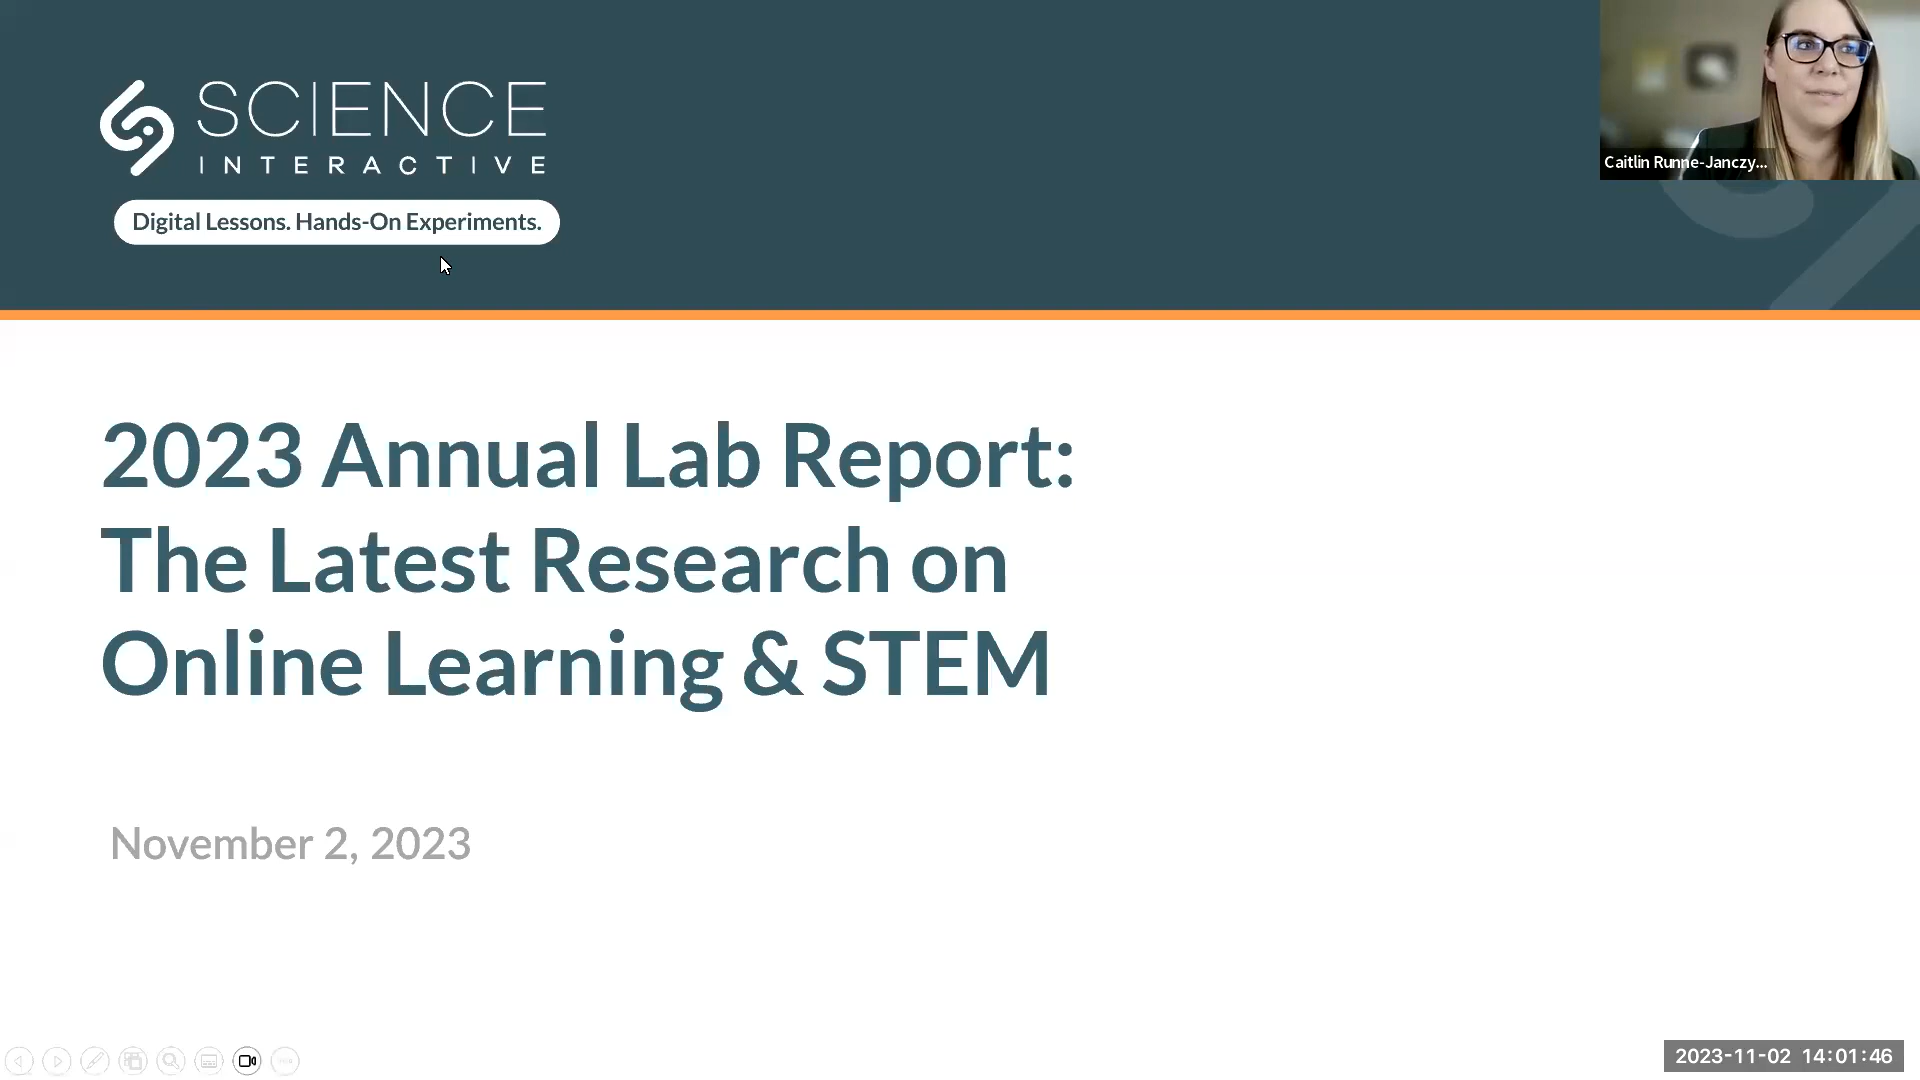 SCIENCE
INTERACTIVE
Digital Lessons. Hands-On Experiments.
Caitlin Runne-Janczy...
2023 Annual Lab Report:
The Latest Research on
Online Learning & STEM
November 2, 2023
2023-11-02 14:01:46